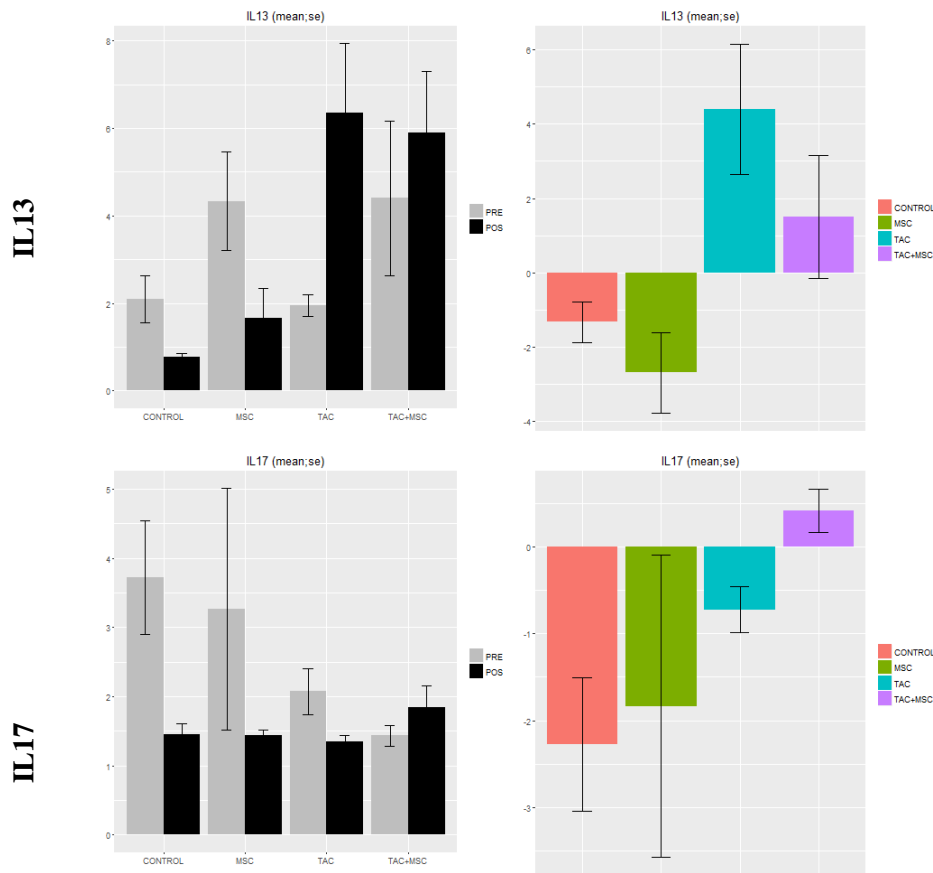 IL13 (mean;se)
8
6
4
2
0
CONTROL MSC TAC TAC+MSC
PRE
POS
IL13
IL13 (mean;se)
6
4
2
0
-2
-4
CONTROL
MSC
TAC
TAC+MSC
IL17 (mean;se)
5
4
3
2
1
0
CONTROL MSC TAC TAC+MSC
PRE
POS
IL17
IL17 (mean;se)
0
-1
-2
-3
CONTROL
MSC
TAC
TAC+MSC